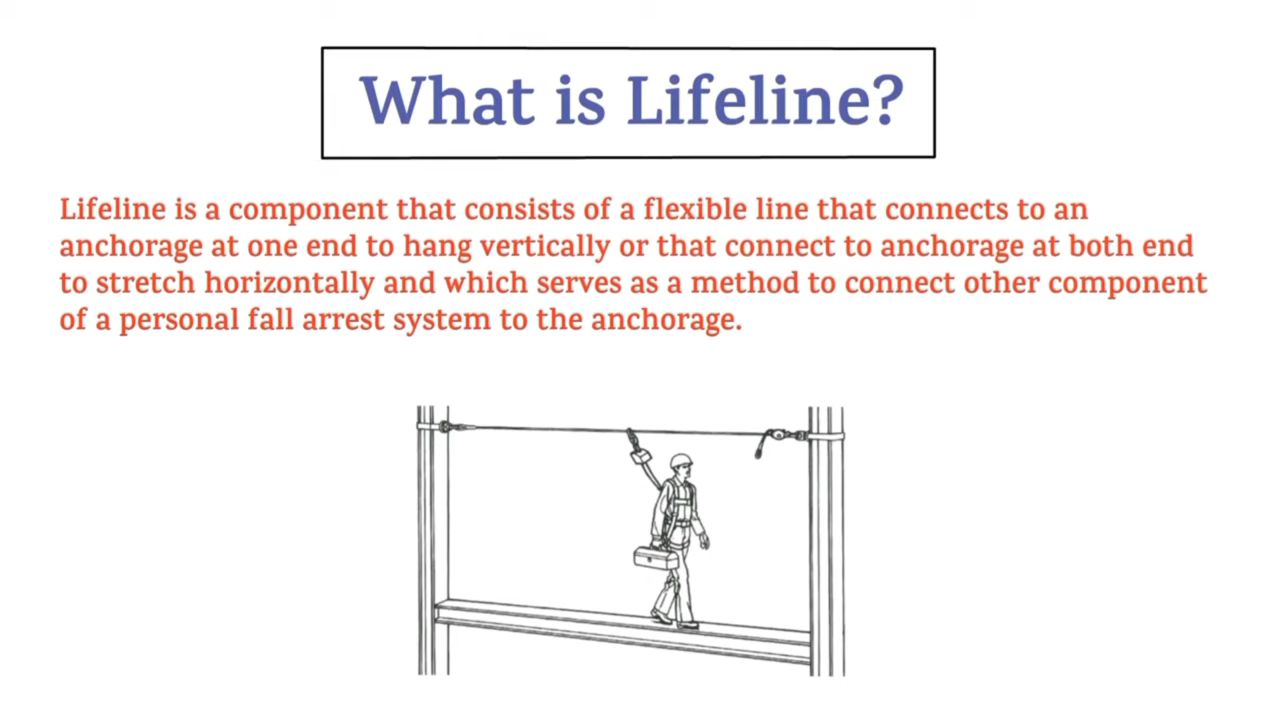 What is Lifeline?
Lifeline is a component that consists of a flexible line that connects to an
anchorage at one end to hang vertically or that connect to anchorage at both end
to stretch horizontally and which serves as a method to connect other component
of a personal fall arrest system to the anchorage.